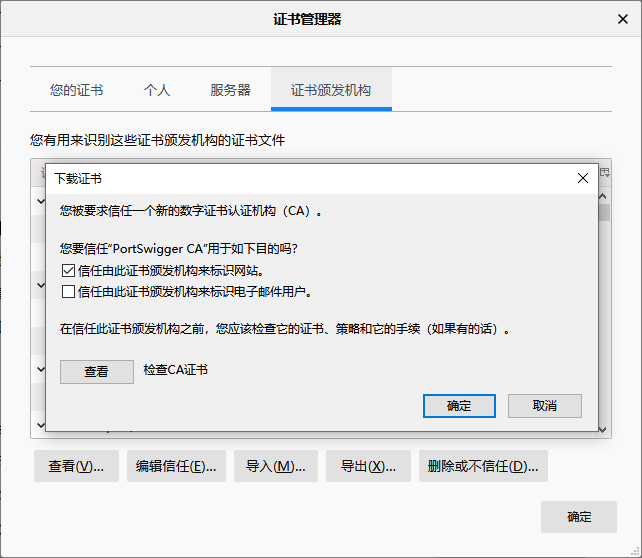 证书管理器
您的证书 个人 服务器 证书颁发机构
您有用来识别这些证书颁发机构的证书文件
下载证书
您被要求信任一个新的数字证书认证机构（CA）。
您要信任“PortSwigger CA”用于如下目的吗？
信任由此证书颁发机构来标识网站。
信任由此证书颁发机构来标识电子邮件用户。
在信任此证书颁发机构之前，您应该检查它的证书、策略和它的手续（如果有的话）。
查看 检查CA证书
确定 取消
查看(V)... 编辑信任(E)... 导入(M)... 导出(X)... 删除或不信任(D)...
确定